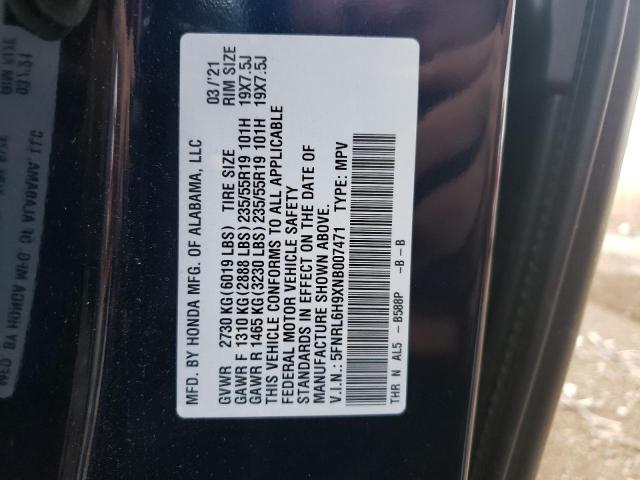 MFD. BY HONDA MFG. OF ALABAMA, LLC 03/'21
GVWR 2730 KG(6019 LBS) TIRE SIZE RIM SIZE
GAWR F 1310 KG(2888 LBS)235/55R19 101H 19X7.5J
GAWR R 1465 KG(3230 LBS)235/55R19 101H 19X7.5J
THIS VEHICLE CONFORMS TO ALL APPLICABLE
FEDERAL MOTOR VEHICLE SAFETY
STANDARDS IN EFFECT ON THE DATE OF
MANUFACTURE SHOWN ABOVE.
V.I.N.: 5FNRL6H9XNB007471 TYPE: MPV
THR N AL5 - B588P -B - B